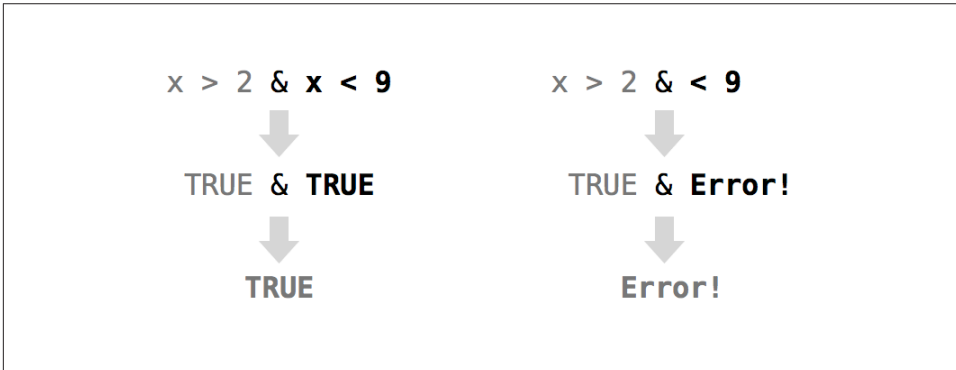 x > 2 & x < 9
TRUE & TRUE
TRUE
x > 2 & < 9
TRUE & Error!
Error!